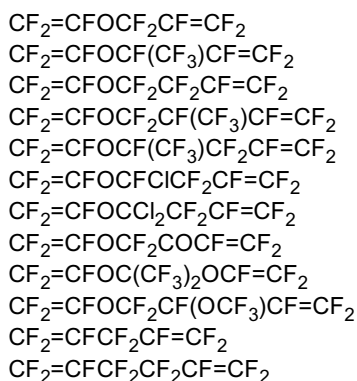 CF₂=CFOCF₂CF=CF₂
CF₂=CFOCF(CF₃)CF=CF₂
CF₂=CFOCF₂CF₂CF=CF₂
CF₂=CFOCF₂CF(CF₃)CF=CF₂
CF₂=CFOCF(CF₃)CF₂CF=CF₂
CF₂=CFOCFClCF₂CF=CF₂
CF₂=CFOCCl₂CF₂CF=CF₂
CF₂=CFOCF₂COCF=CF₂
CF₂=CFOC(CF₃)₂OCF=CF₂
CF₂=CFOCF₂CF(OCF₃)CF=CF₂
CF₂=CFCF₂CF=CF₂
CF₂=CFCF₂CF₂CF=CF₂